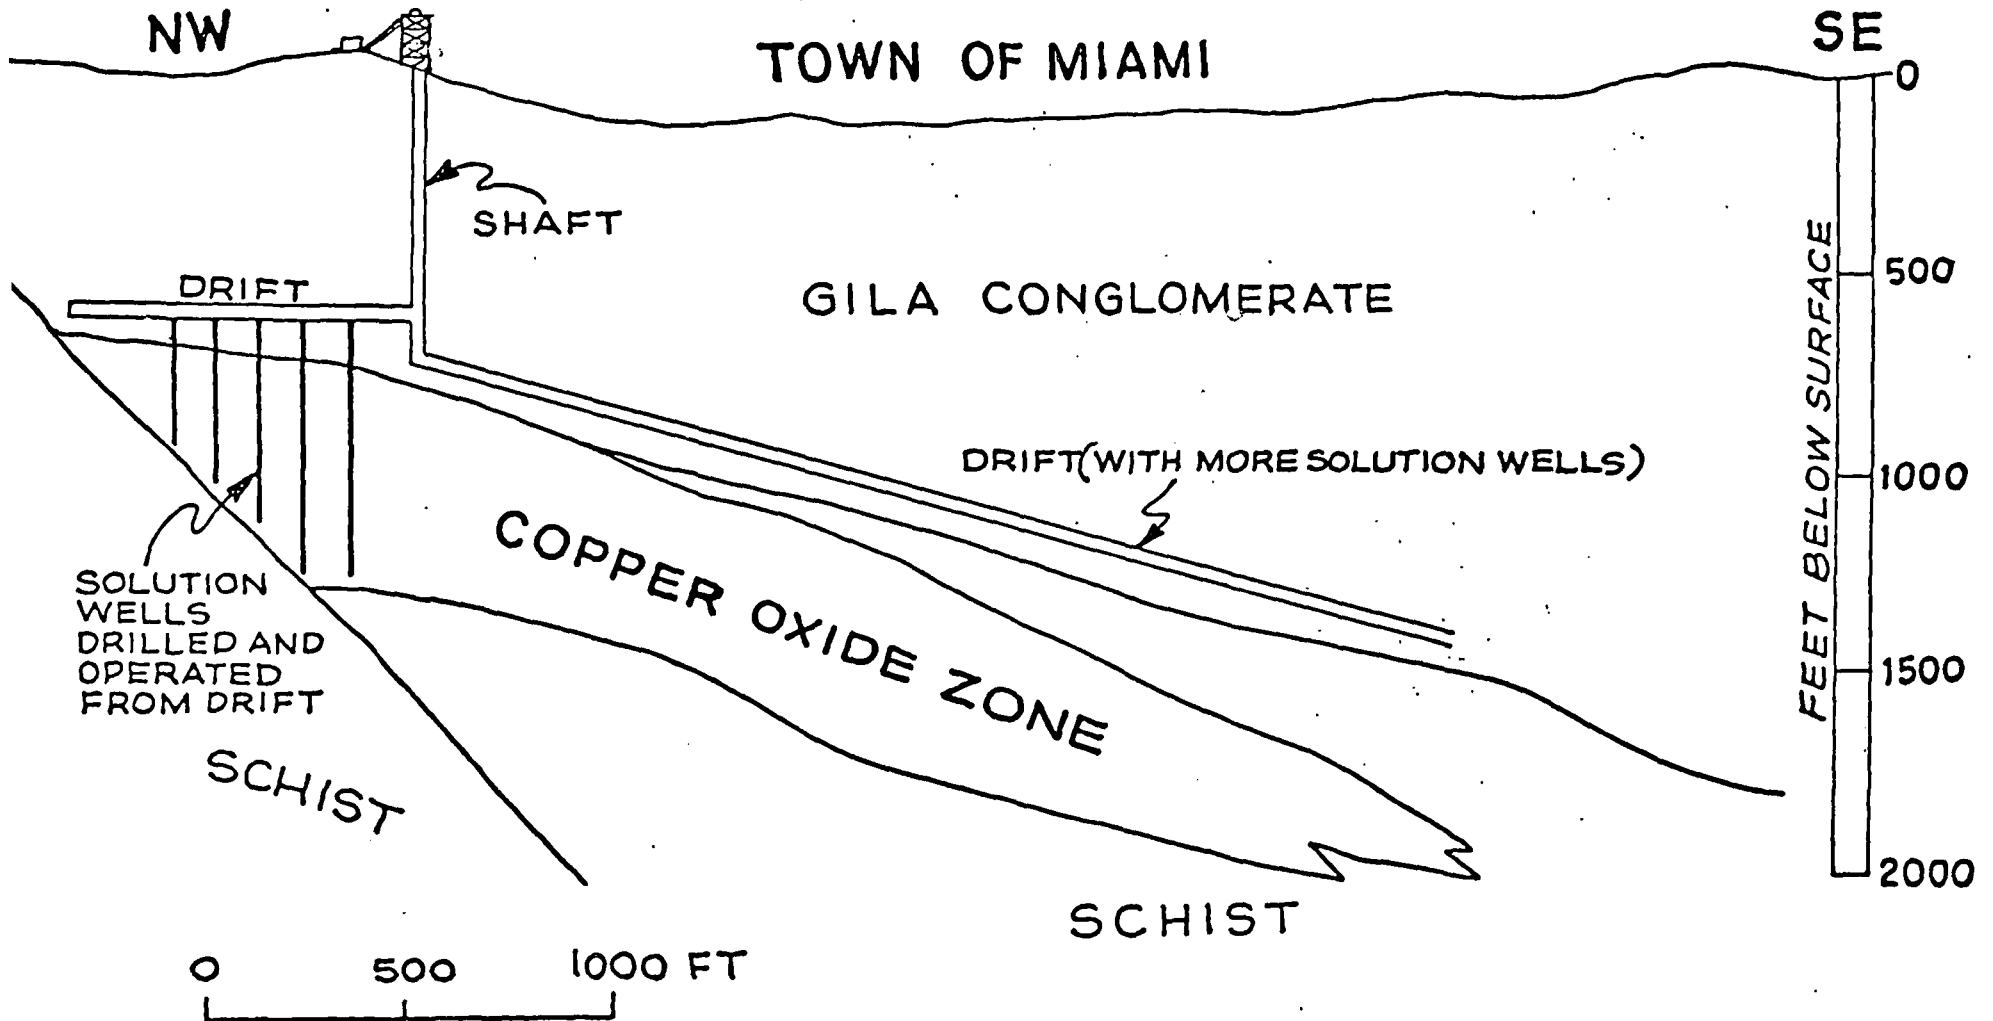 NW
TOWN OF MIAMI
SE
0
SHAFT
500
DRIFT
GILA CONGLOMERATE
FEET BELOW SURFACE
DRIFT(WITH MORE SOLUTION WELLS)
1000
COPPER OXIDE ZONE
SOLUTION
WELLS
DRILLED AND
OPERATED
FROM DRIFT
1500
SCHIST
2000
SCHIST
0 500 1000 FT